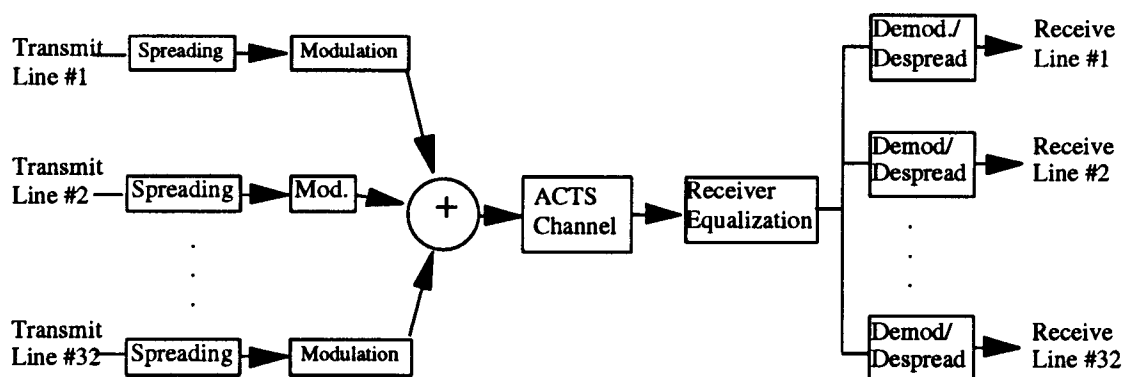 Transmit
Line #1
Spreading
Modulation
Transmit
Line #2
Spreading
Mod.
.
.
.
.
.
.
Transmit
Line #32
Spreading
Modulation
+
ACTS
Channel
Receiver
Equalization
Demod./
Despread
Receive
Line #1
Demod/
Despread
Receive
Line #2
.
.
.
.
.
.
Demod/
Despread
Receive
Line #32